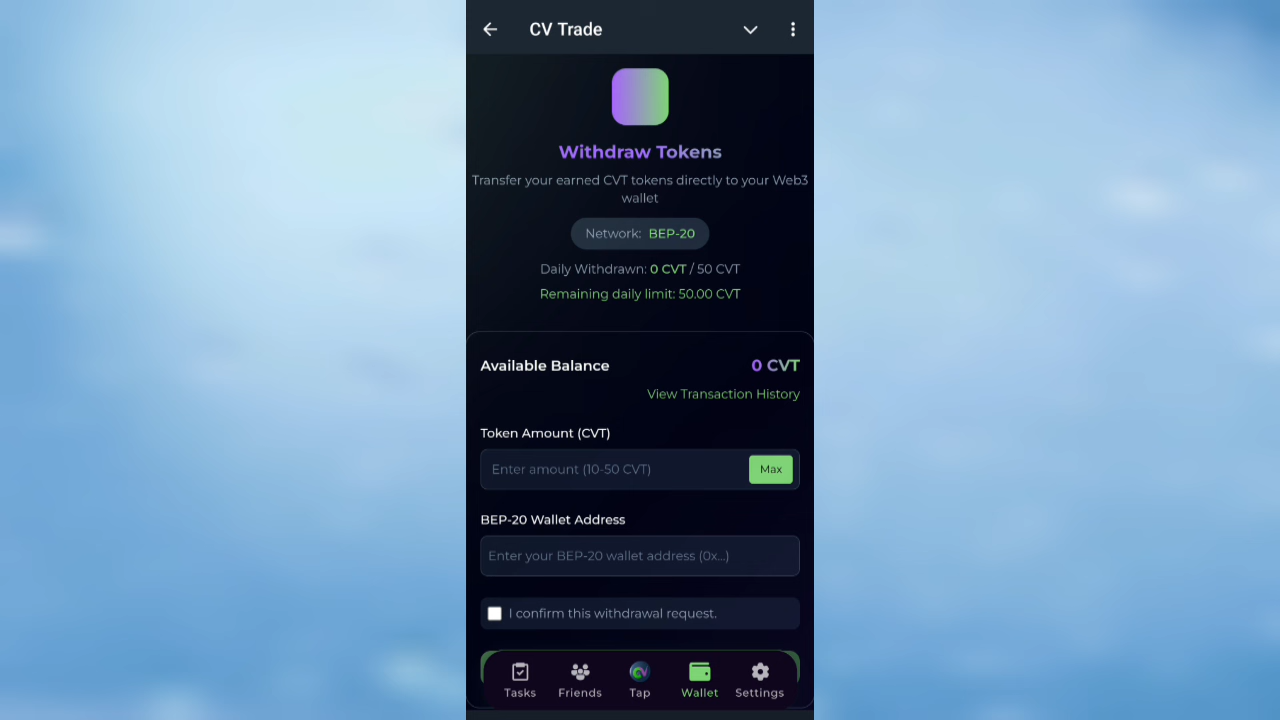 CV Trade
Withdraw Tokens
Transfer your earned CVT tokens directly to your Web3
wallet
Network: BEP-20
Daily Withdrawn: 0 CVT / 50 CVT
Remaining daily limit: 50.00 CVT
Available Balance 0 CVT
View Transaction History
Token Amount (CVT)
Enter amount (10-50 CVT) Max
BEP-20 Wallet Address
Enter your BEP-20 wallet address (0x...)
I confirm this withdrawal request.
CV
Tasks Friends Tap Wallet Settings